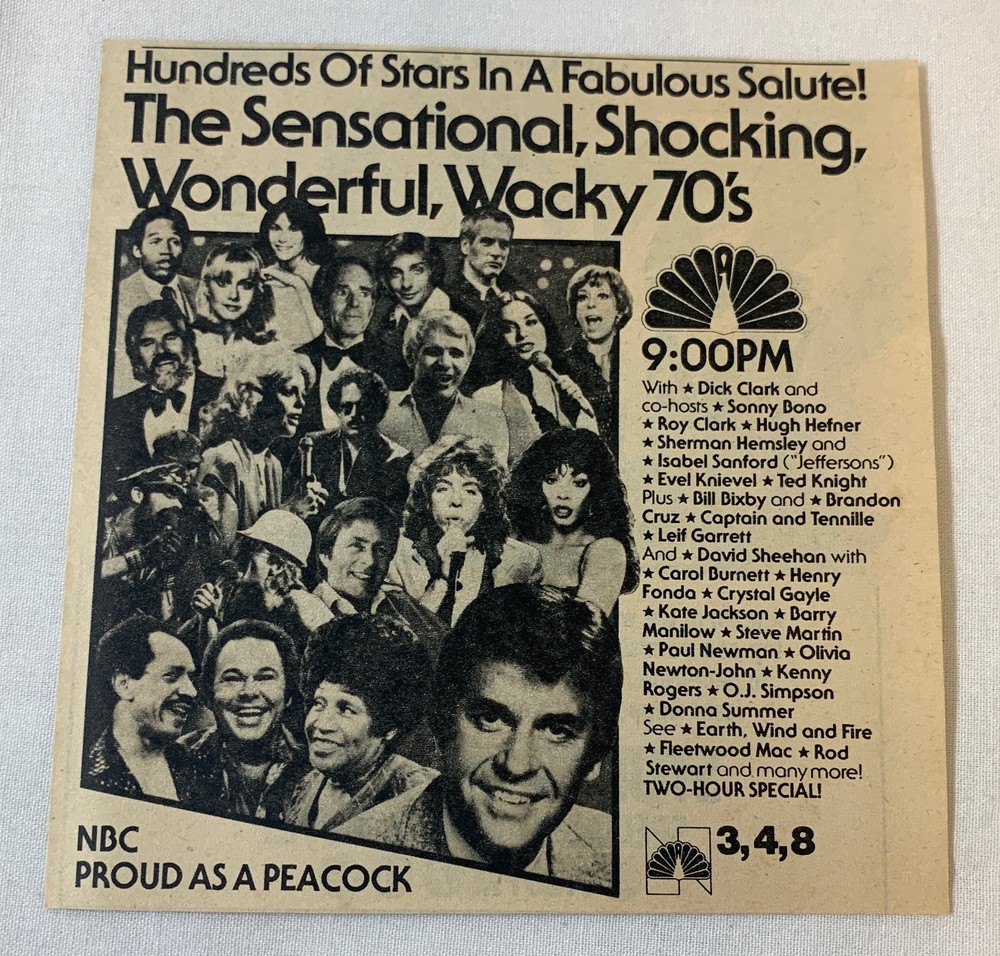 Hundreds Of Stars In A Fabulous Salute!
The Sensational, Shocking,
Wonderful, Wacky 70's
9:00PM
With ★ Dick Clark and
co-hosts ★ Sonny Bono
★ Roy Clark ★ Hugh Hefner
★ Sherman Hemsley and
★ Isabel Sanford ("Jeffersons")
★ Evel Knievel ★ Ted Knight
Plus ★ Bill Bixby and ★ Brandon
Cruz ★ Captain and Tennille
★ Leif Garrett
And ★ David Sheehan with
★ Carol Burnett ★ Henry
Fonda ★ Crystal Gayle
★ Kate Jackson ★ Barry
Manilow ★ Steve Martin
★ Paul Newman ★ Olivia
Newton-John ★ Kenny
Rogers ★ O.J. Simpson
★ Donna Summer
See ★ Earth, Wind and Fire
★ Fleetwood Mac ★ Rod
Stewart and many more!
TWO-HOUR SPECIAL!
3,4,8
NBC
PROUD AS A PEACOCK